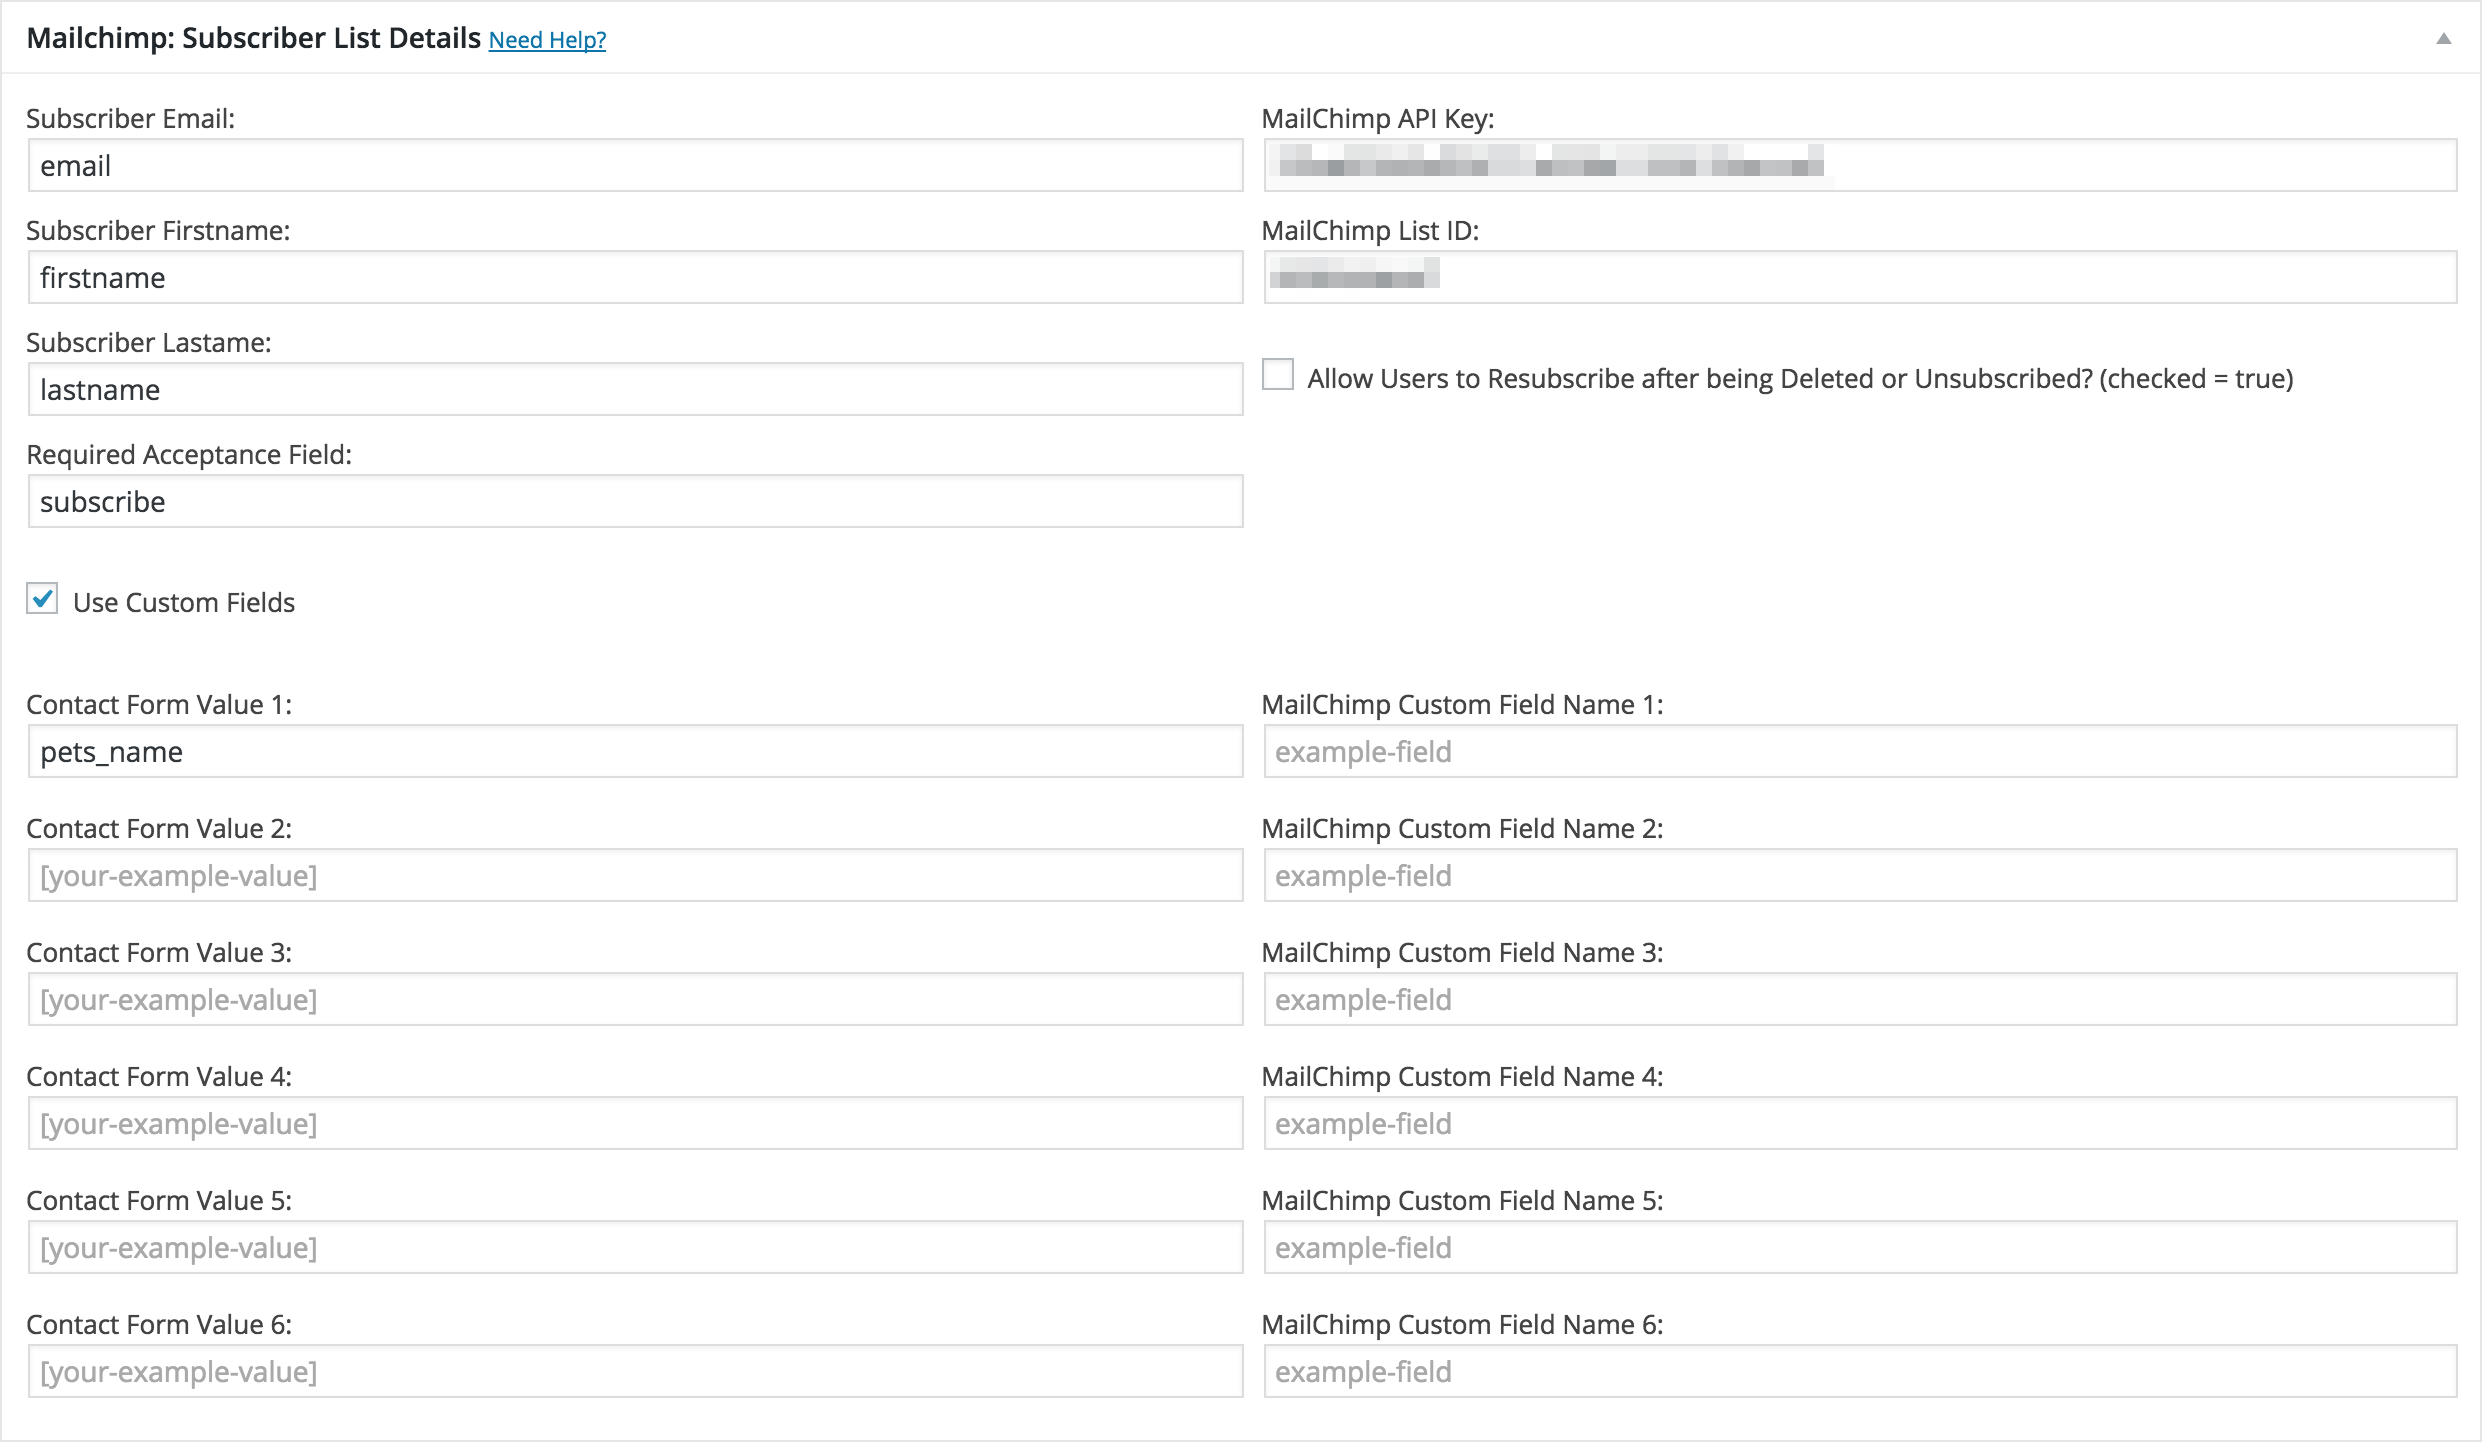 Mailchimp: Subscriber List Details Need Help?
Subscriber Email:
MailChimp API Key:
email
Subscriber Firstname:
MailChimp List ID:
firstname
Subscriber Lastame:
lastname
Allow Users to Resubscribe after being Deleted or Unsubscribed? (checked = true)
Required Acceptance Field:
subscribe
Use Custom Fields
Contact Form Value 1:
MailChimp Custom Field Name 1:
pets_name
example-field
Contact Form Value 2:
MailChimp Custom Field Name 2:
[your-example-value]
example-field
Contact Form Value 3:
MailChimp Custom Field Name 3:
[your-example-value]
example-field
Contact Form Value 4:
MailChimp Custom Field Name 4:
[your-example-value]
example-field
Contact Form Value 5:
MailChimp Custom Field Name 5:
[your-example-value]
example-field
Contact Form Value 6:
MailChimp Custom Field Name 6:
[your-example-value]
example-field